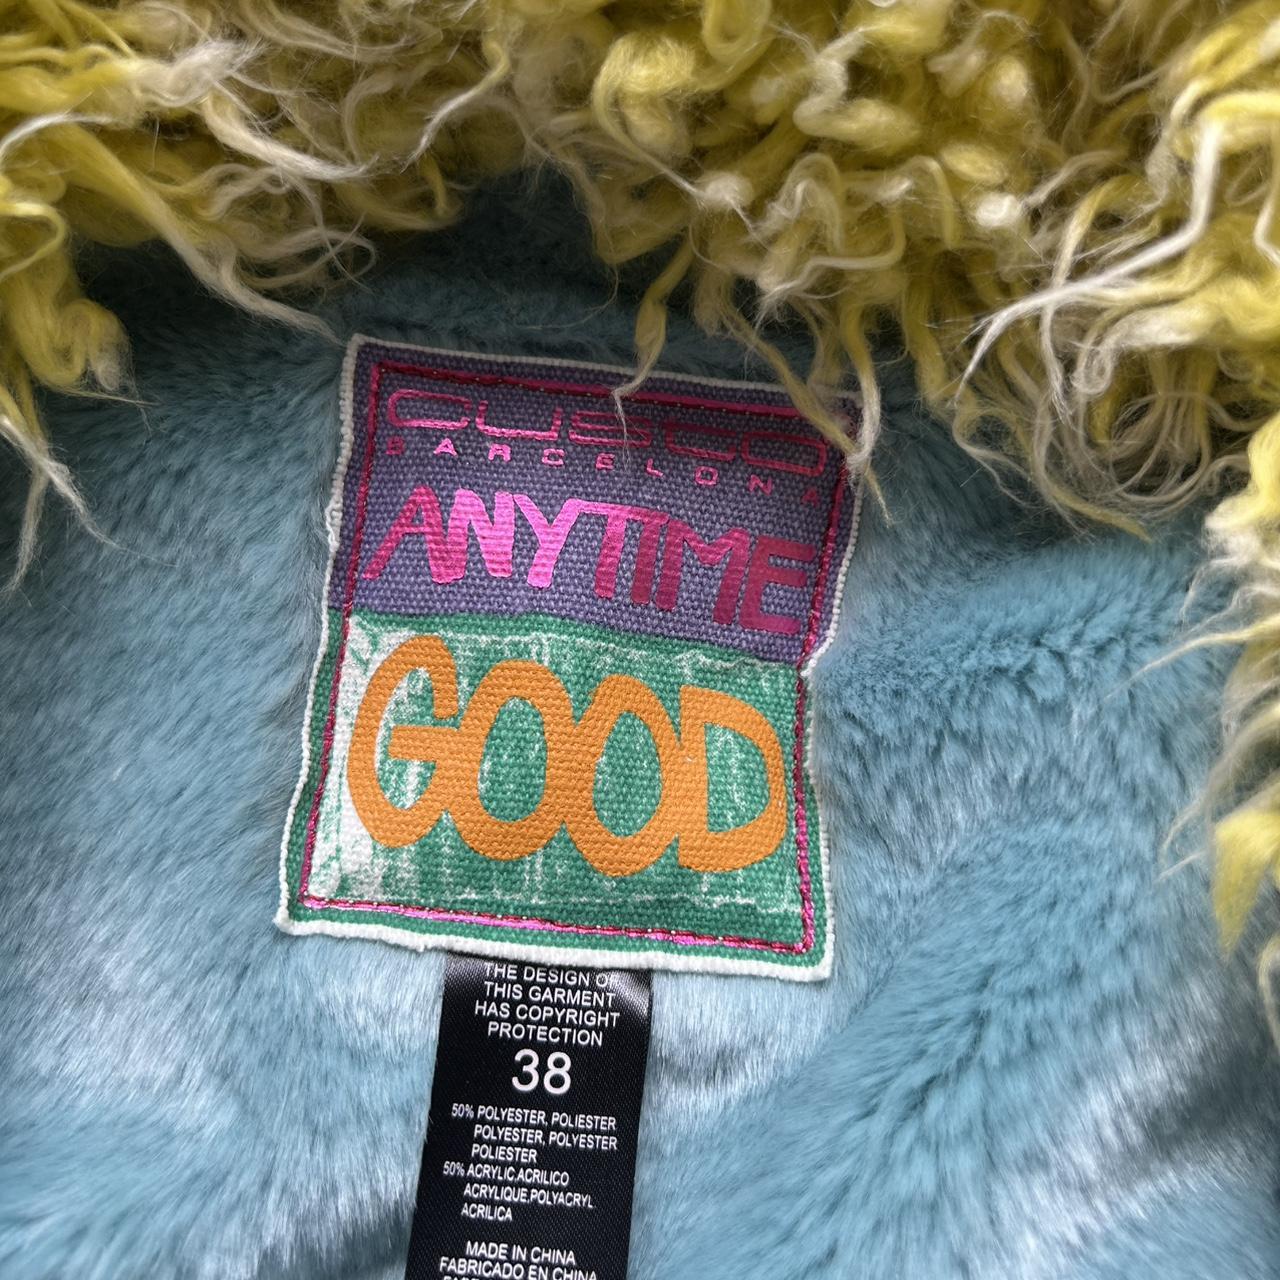 CUSTO
BARCELONA
ANYTIME
GOOD
THE DESIGN OF
THIS GARMENT
HAS COPYRIGHT
PROTECTION
38
50% POLYESTER, POLIESTER
POLYESTER, POLYESTER
POLIESTER
50% ACRYLIC,ACRILICO
ACRYLIQUE,POLYACRYL
ACRILICA
MADE IN CHINA
FABRICADO EN CHINA